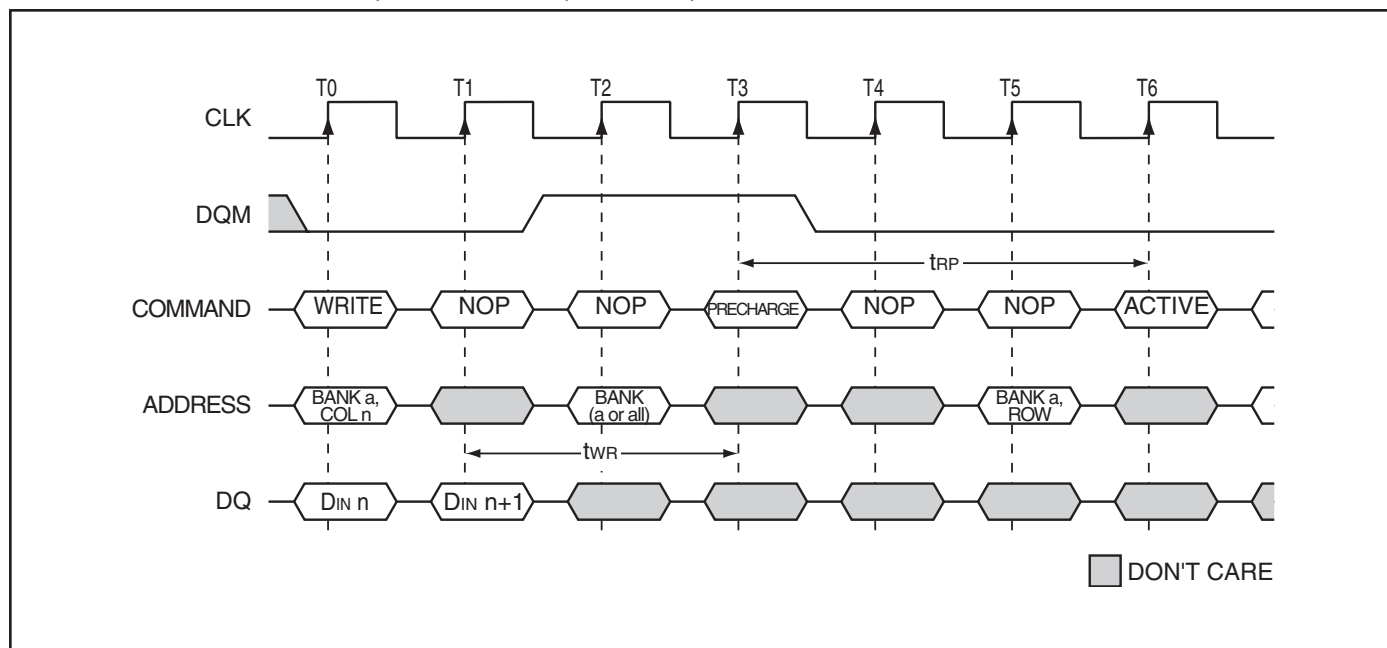 T0 T1 T2 T3 T4 T5 T6
CLK
DQM
tRP
COMMAND WRITE NOP NOP PRECHARGE NOP NOP ACTIVE
ADDRESS BANK a, COL n BANK (a or all) BANK a, ROW
tWR
DQ DIN n DIN n+1
DON'T CARE